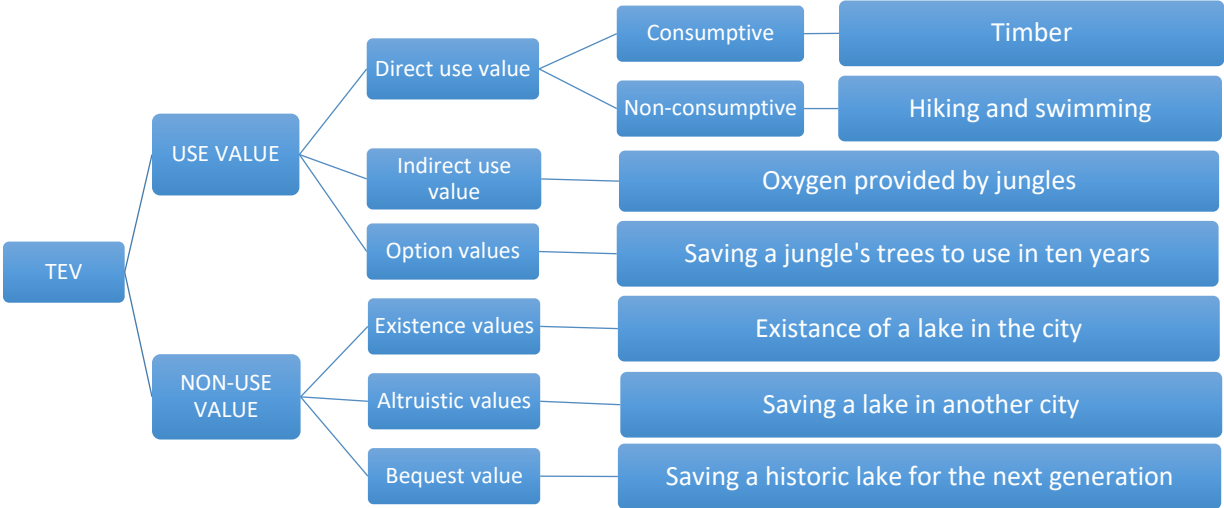 TEV
USE VALUE
Direct use value
Consumptive
Timber
Non-consumptive
Hiking and swimming
Indirect use
value
Oxygen provided by jungles
Option values
Saving a jungle's trees to use in ten years
NON-USE
VALUE
Existence values
Existance of a lake in the city
Altruistic values
Saving a lake in another city
Bequest value
Saving a historic lake for the next generation